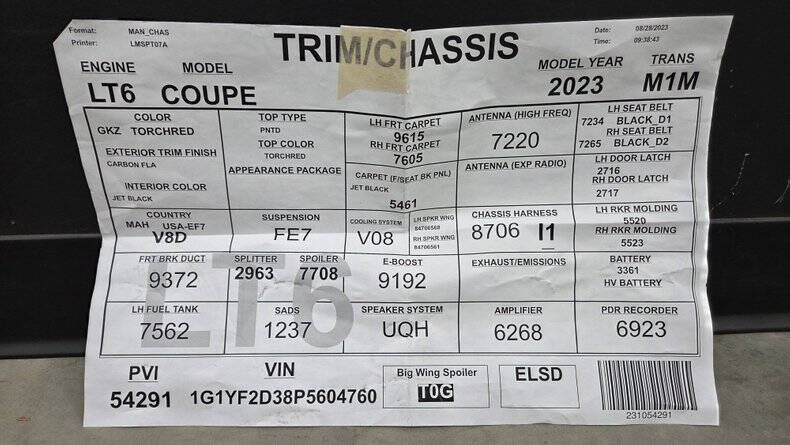 Format: MAN_CHAS
Printer: LMSPT07A
TRIM/CHASSIS
Date: 08/28/2023
Time: 09:38:43
ENGINE MODEL
LT6 COUPE
MODEL YEAR TRANS
2023 M1M
COLOR
GKZ TORCHRED
EXTERIOR TRIM FINISH
CARBON FLA
INTERIOR COLOR
JET BLACK
TOP TYPE
PNTD
TOP COLOR
TORCHRED
APPEARANCE PACKAGE
LH FRT CARPET
9615
RH FRT CARPET
7605
CARPET (F/SEAT BK PNL)
JET BLACK
5461
ANTENNA (HIGH FREQ)
7220
ANTENNA (EXP RADIO)
LH SEAT BELT
7234 BLACK_D1
RH SEAT BELT
7265 BLACK_D2
LH DOOR LATCH
2716
RH DOOR LATCH
2717
COUNTRY
MAH USA-EF7
V8D
SUSPENSION
FE7
COOLING SYSTEM
V08
LH SPKR WNG
84706560
RH SPKR WNG
84706561
CHASSIS HARNESS
8706 I1
LH RKR MOLDING
5520
RH RKR MOLDING
5523
FRT BRK DUCT
9372
SPLITTER SPOILER
2963 7708
E-BOOST
9192
EXHAUST/EMISSIONS
BATTERY
3361
HV BATTERY
LT6
LH FUEL TANK
7562
SADS
1237
SPEAKER SYSTEM
UQH
AMPLIFIER
6268
PDR RECORDER
6923
PVI
54291
VIN
1G1YF2D38P5604760
Big Wing Spoiler
T0G
ELSD
231054291